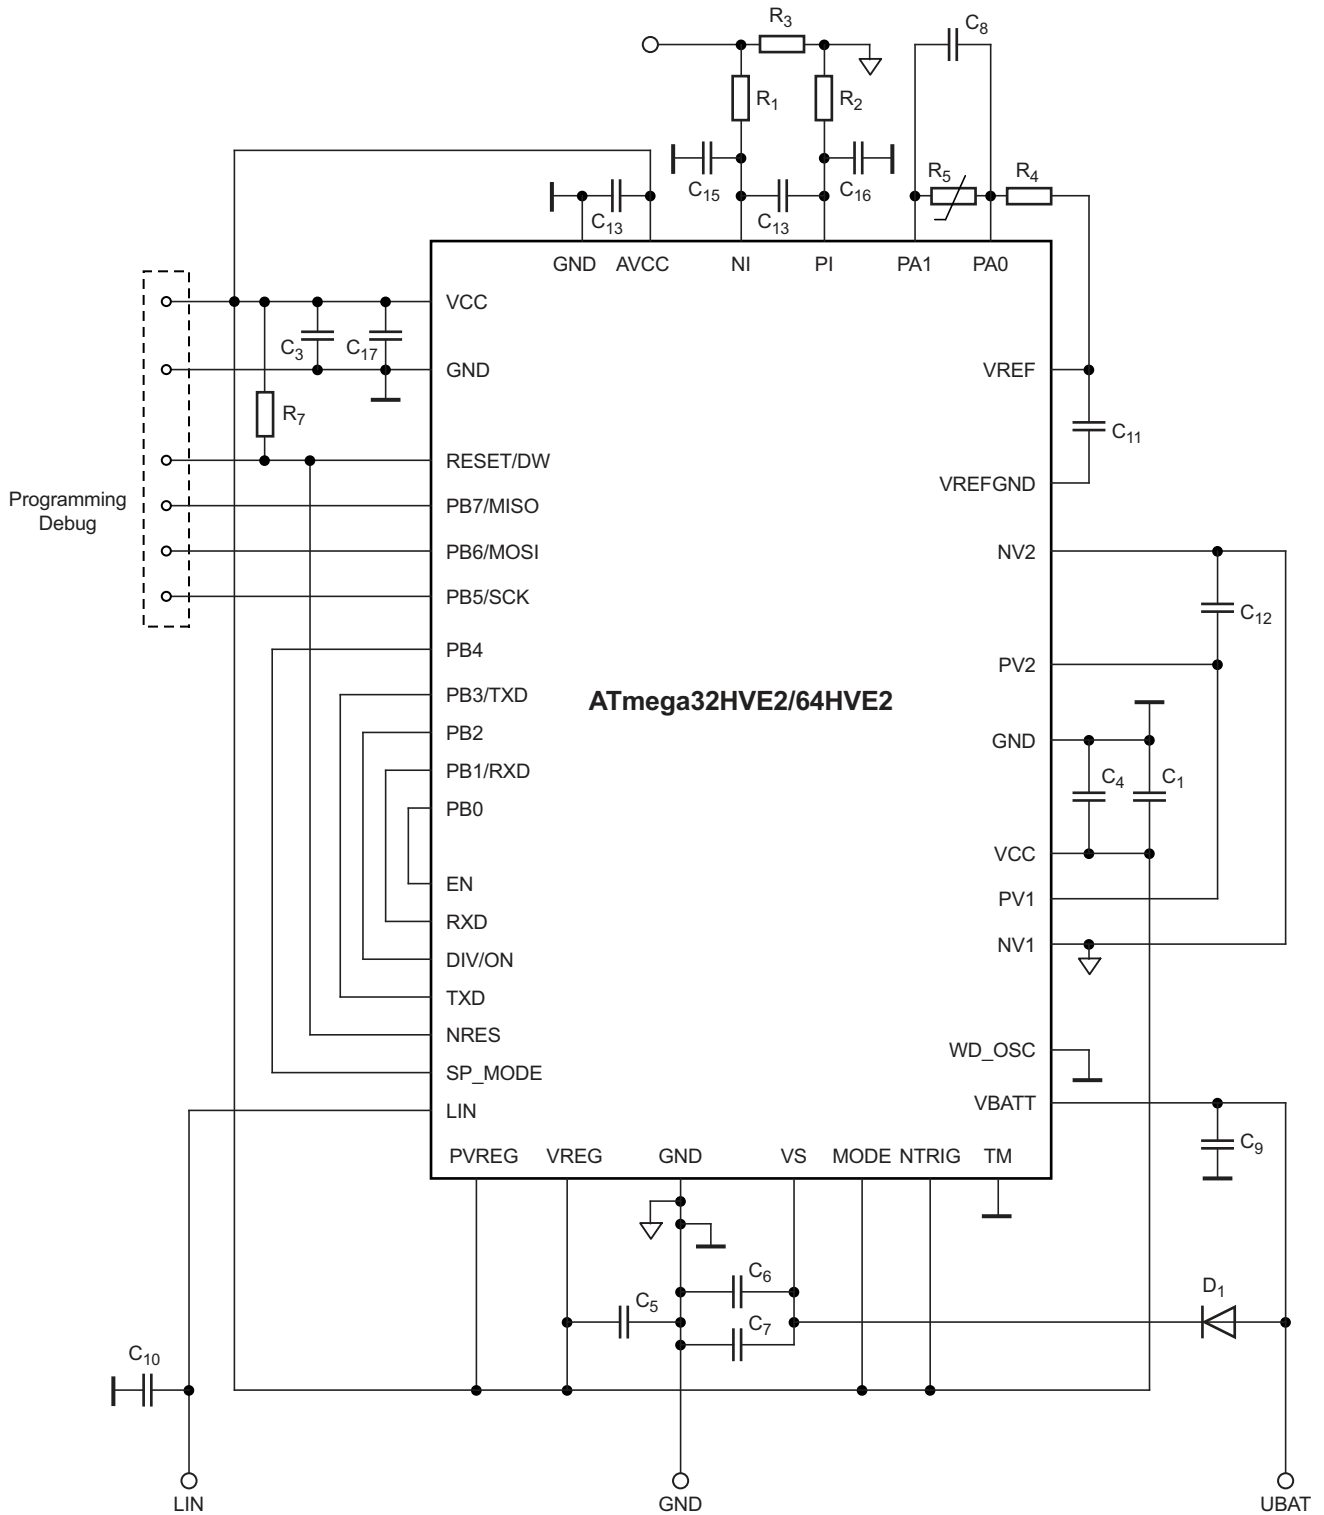 R3
C8
R1
R2
C15
C16
R5
R4
C13
C13
GND
AVCC
NI
PI
PA1
PA0
VCC
C3
C17
GND
VREF
R7
C11
RESET/DW
VREFGND
Programming
Debug
PB7/MISO
PB6/MOSI
NV2
PB5/SCK
C12
PB4
PV2
PB3/TXD
ATmega32HVE2/64HVE2
PB2
GND
PB1/RXD
C4
C1
PB0
VCC
EN
PV1
RXD
NV1
DIV/ON
TXD
NRES
WD_OSC
SP_MODE
LIN
VBATT
C9
PVREG
VREG
GND
VS
MODE
NTRIG
TM
C6
C5
C7
D1
C10
LIN
GND
UBAT